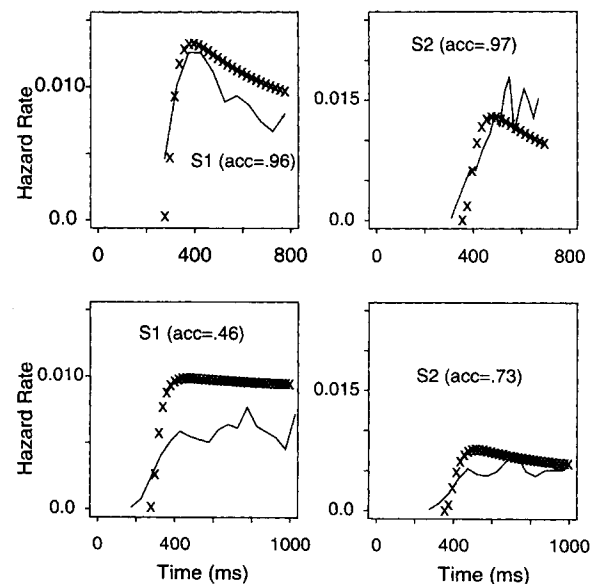 Hazard Rate
0.010
0.0
S1 (acc=.96)
0 400 800
0.015
0.0
S2 (acc=.97)
0 400 800
Hazard Rate
0.010
0.0
S1 (acc=.46)
0 400 1000
Time (ms)
0.015
0.0
S2 (acc=.73)
0 400 1000
Time (ms)